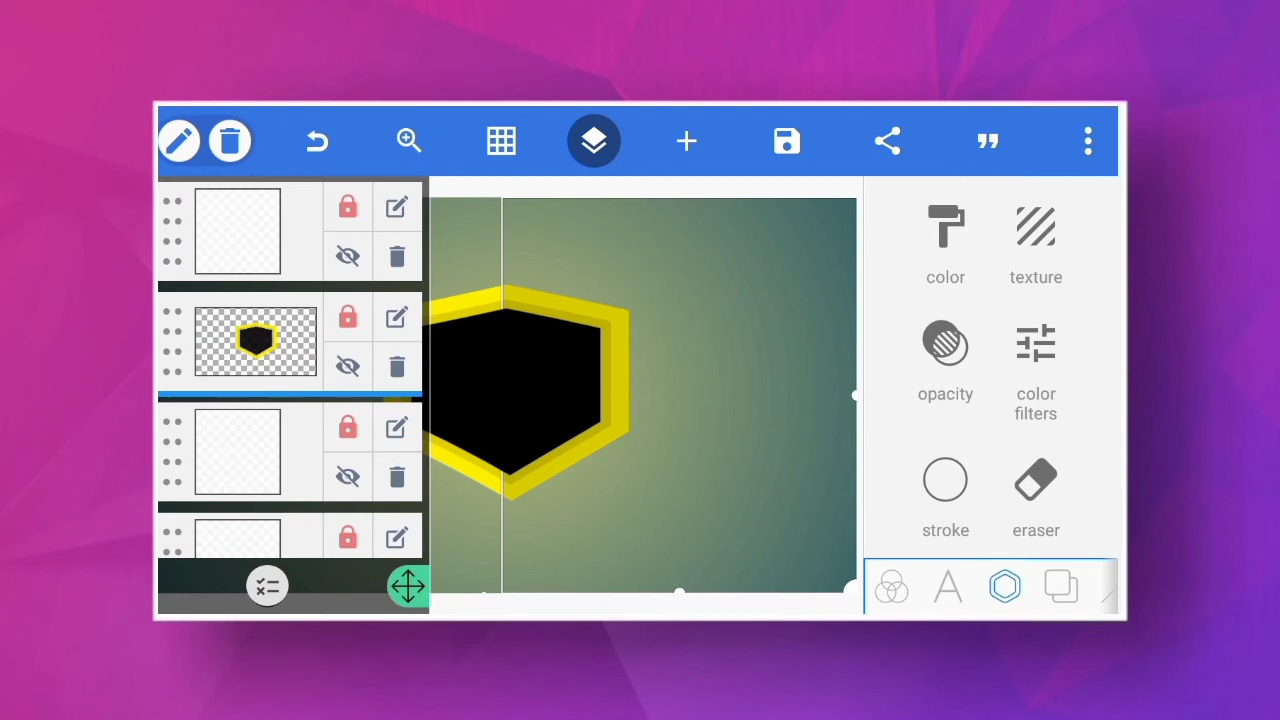 color
texture
opacity
color
filters
stroke
eraser